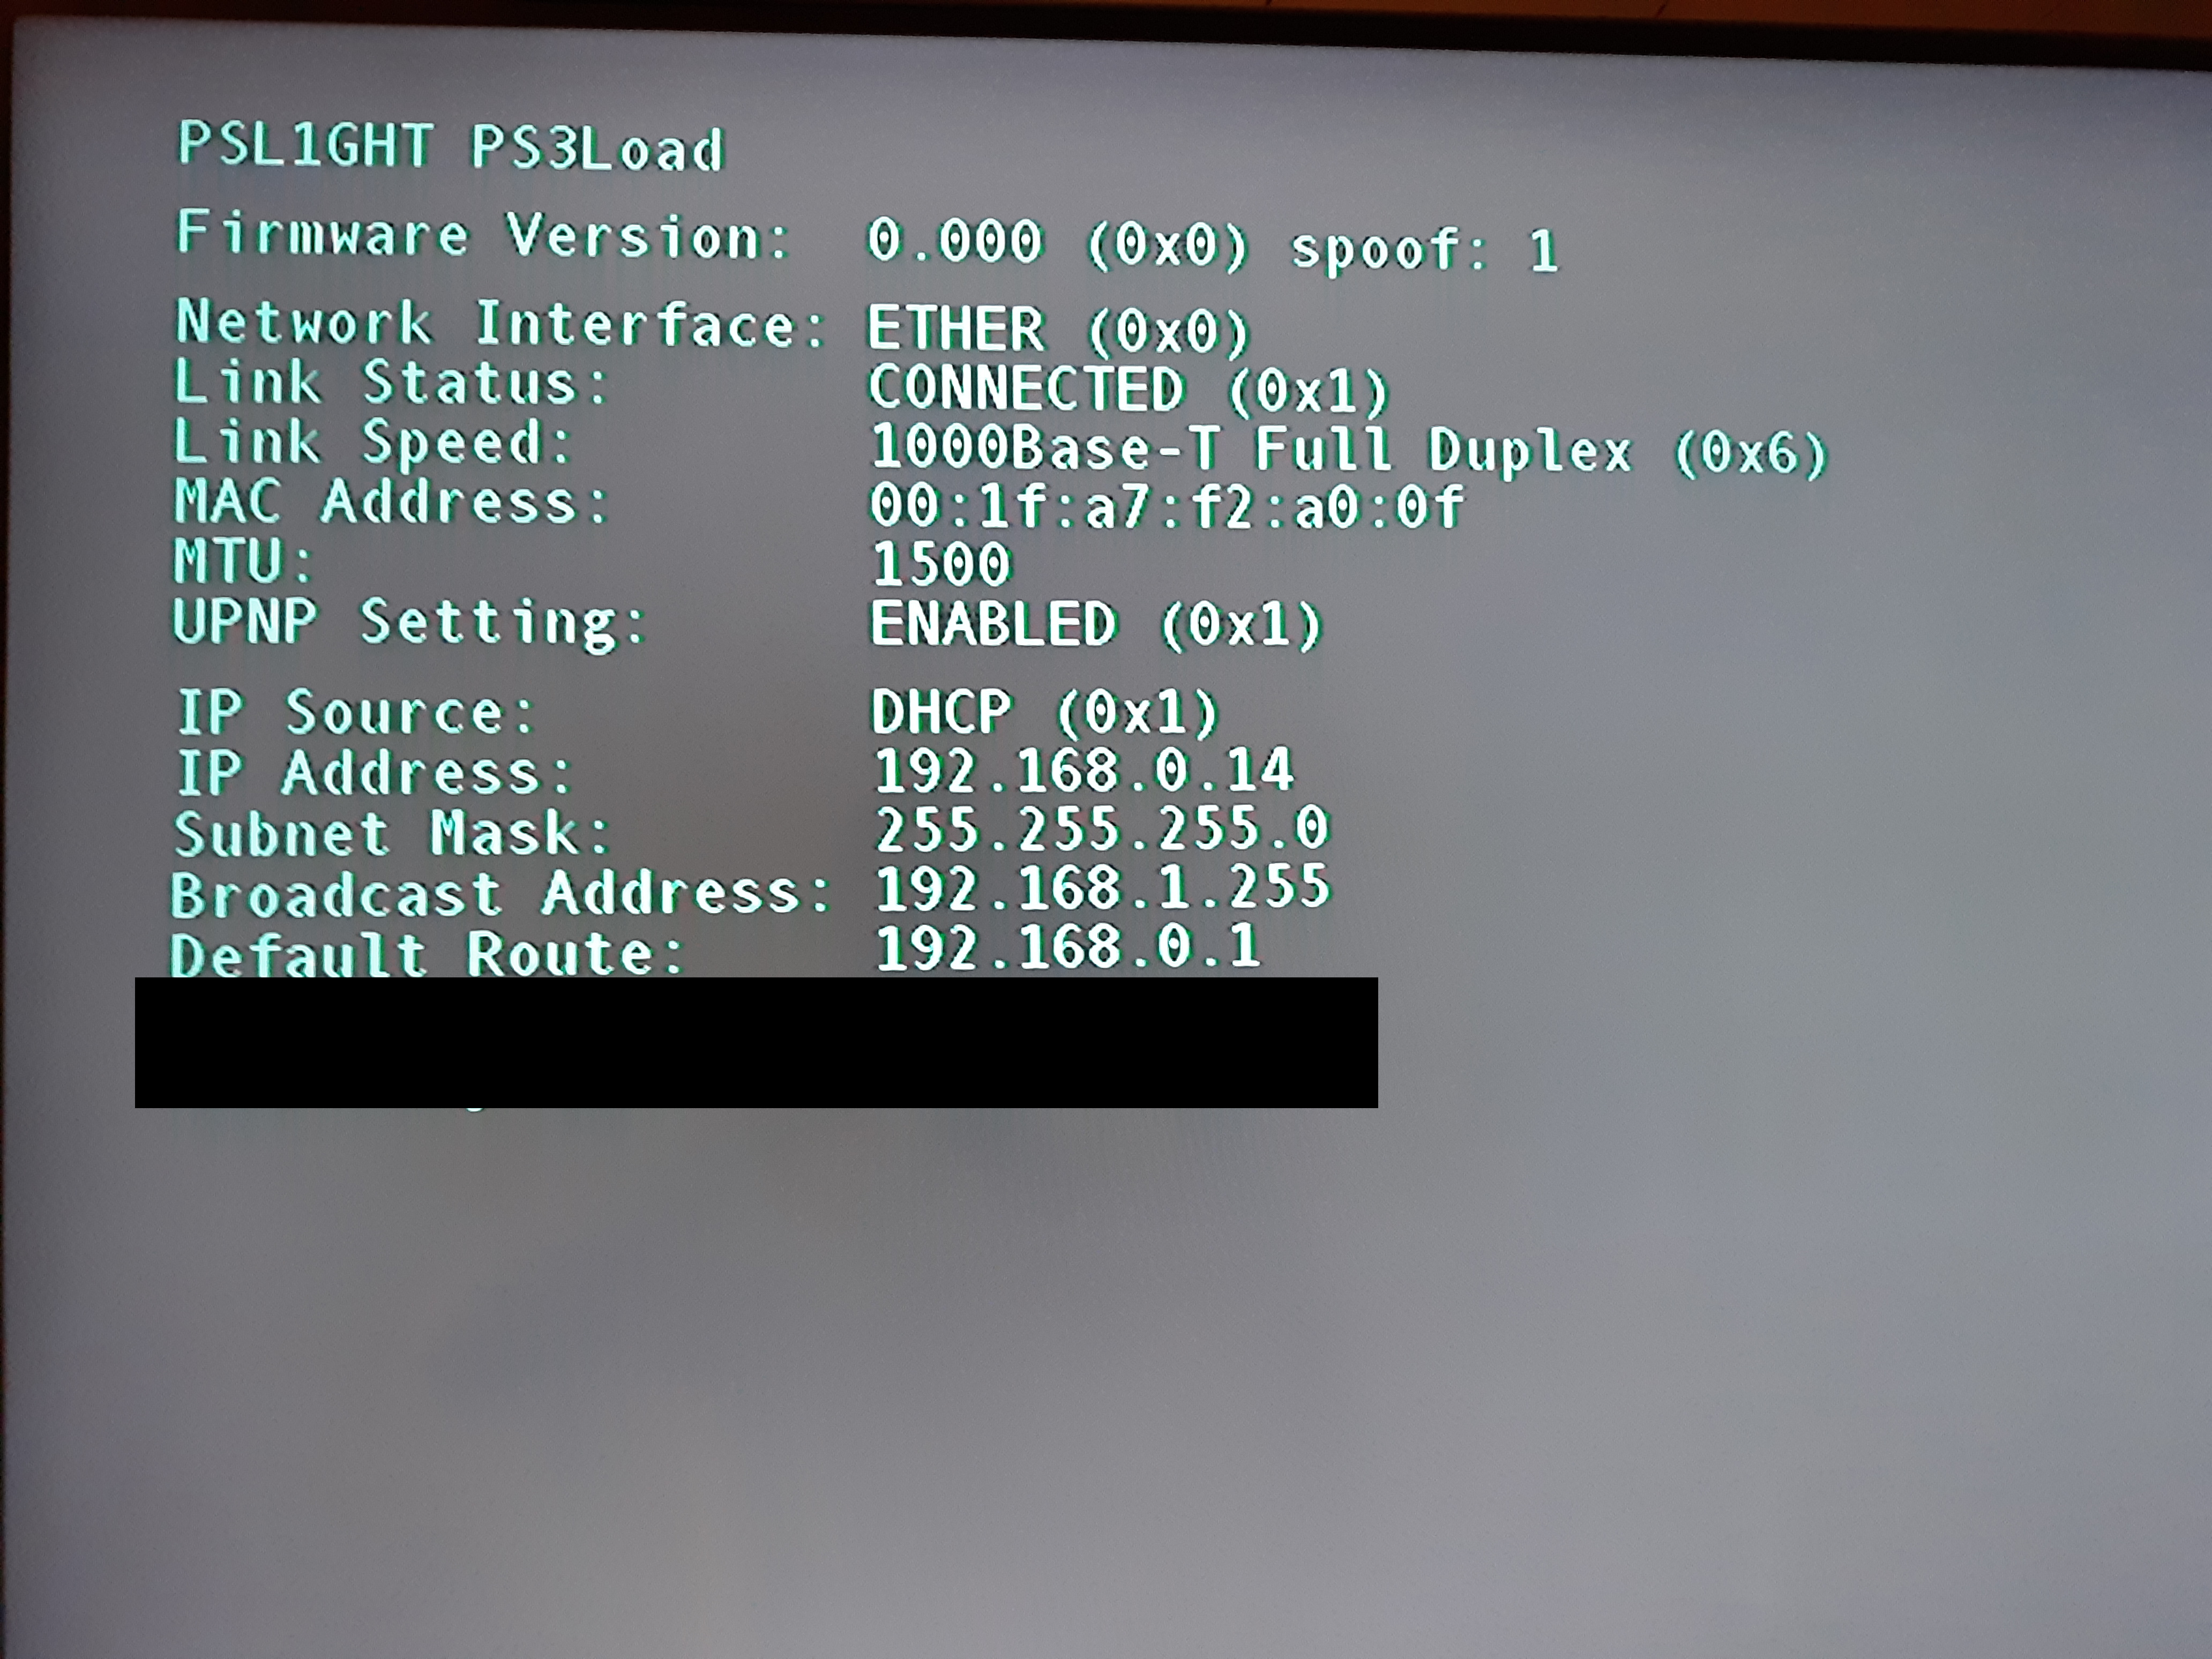 PSL1GHT PS3Load
Firmware Version: 0.000 (0x0) spoof: 1
Network Interface: ETHER (0x0)
Link Status: CONNECTED (0x1)
Link Speed: 1000Base-T Full Duplex (0x6)
MAC Address: 00:1f:a7:f2:a0:0f
MTU: 1500
UPNP Setting: ENABLED (0x1)
IP Source: DHCP (0x1)
IP Address: 192.168.0.14
Subnet Mask: 255.255.255.0
Broadcast Address: 192.168.1.255
Default Route: 192.168.0.1